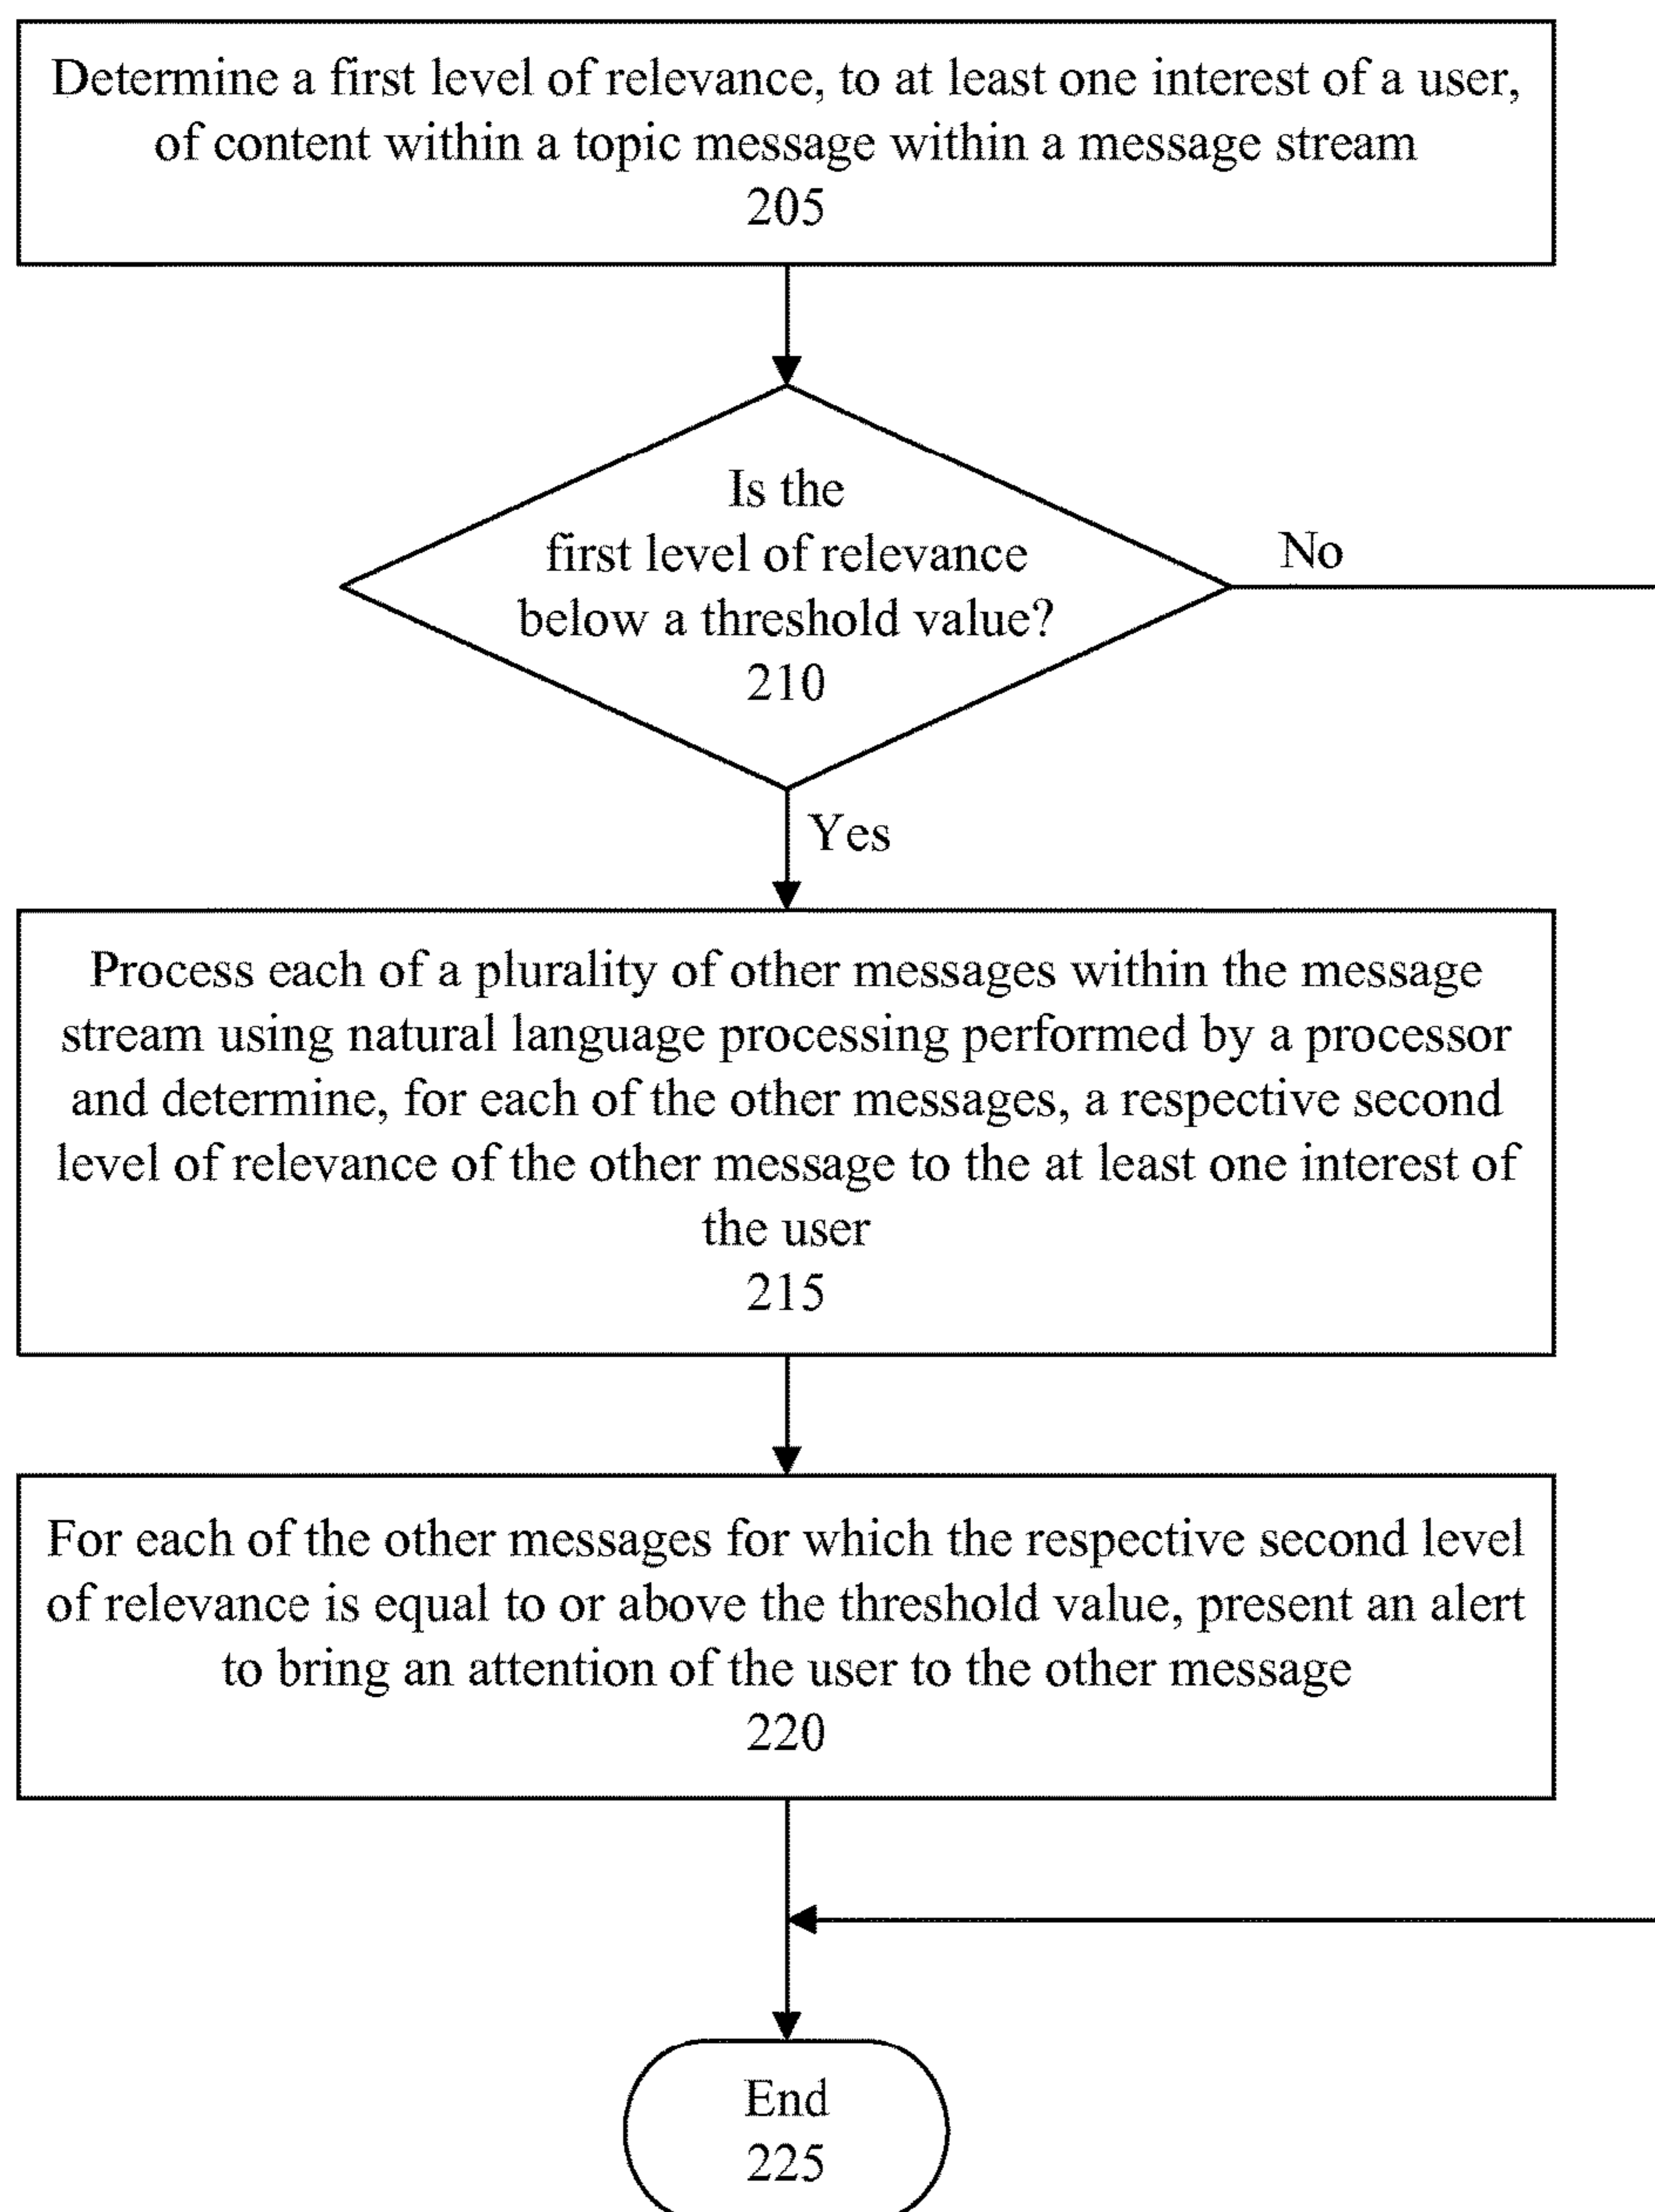 Determine a first level of relevance, to at least one interest of a user,
of content within a topic message within a message stream
205
Is the
first level of relevance
below a threshold value?
210
No
Yes
Process each of a plurality of other messages within the message
stream using natural language processing performed by a processor
and determine, for each of the other messages, a respective second
level of relevance of the other message to the at least one interest of
the user
215
For each of the other messages for which the respective second level
of relevance is equal to or above the threshold value, present an alert
to bring an attention of the user to the other message
220
End
225